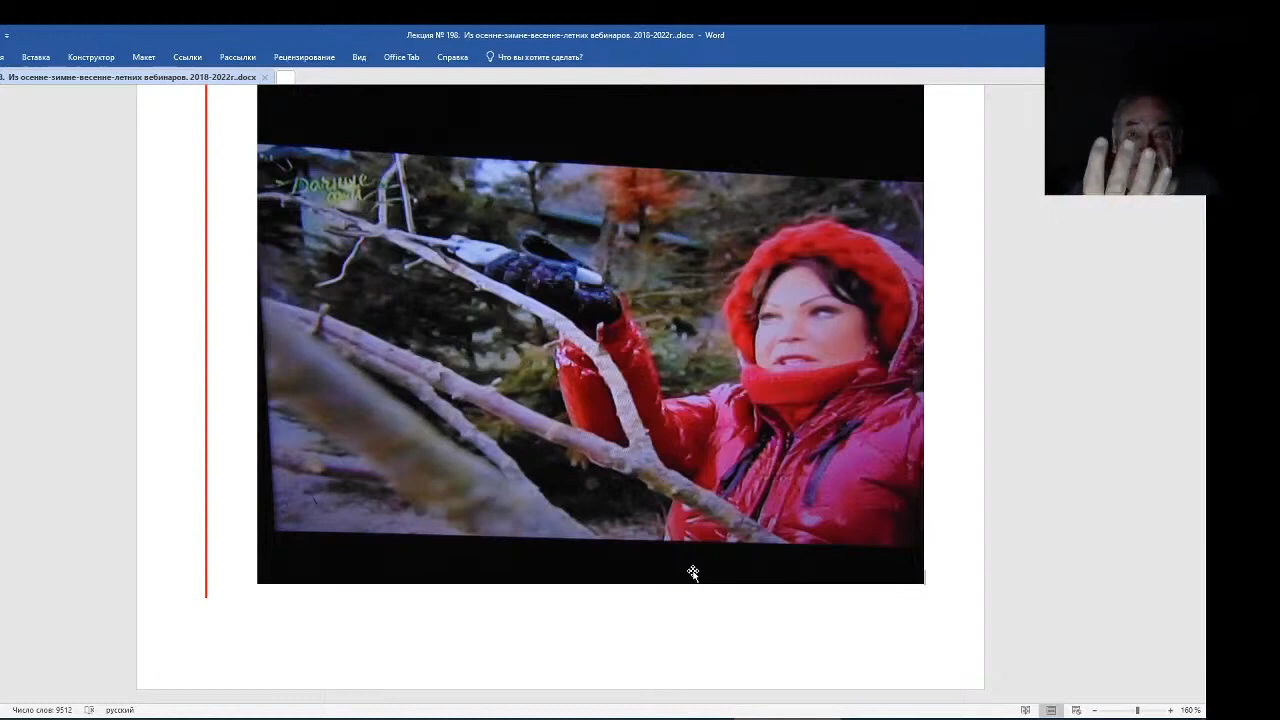 Лекция № 198. Из осенне-зимне-весенне-летних вебинаров. 2018-2022г..docx - Word
Вставка Конструктор Макет Ссылки Рассылки Рецензирование Вид Office Tab Справка Что вы хотите сделать?
Из осенне-зимне-весенне-летних вебинаров. 2018-2022г..docx
Число слов: 9512 русский 160 %